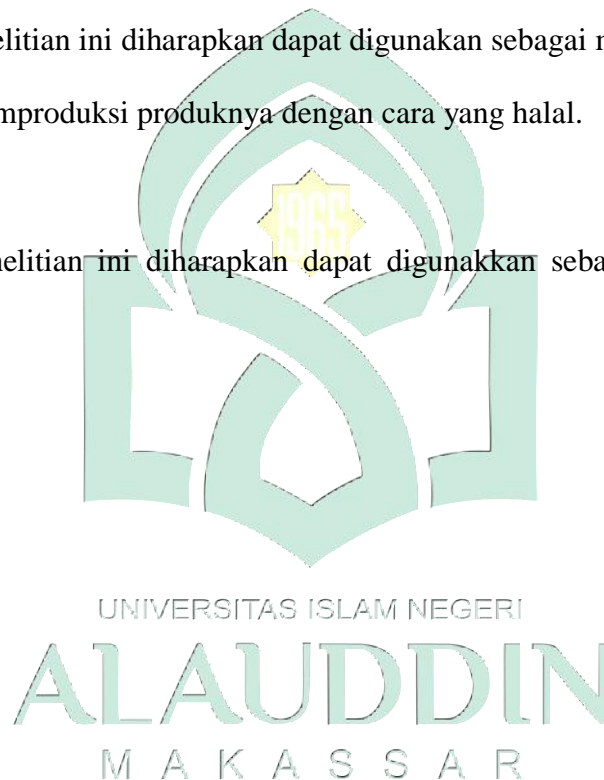 elitian ini diharapkan dapat digunakan sebagai
mproduksi produknya dengan cara yang halal.
1965
elitian ini diharapkan dapat digunakkan seba
UNIVERSITAS ISLAM NEGERI
ALAUDDIN
MAKASSAR